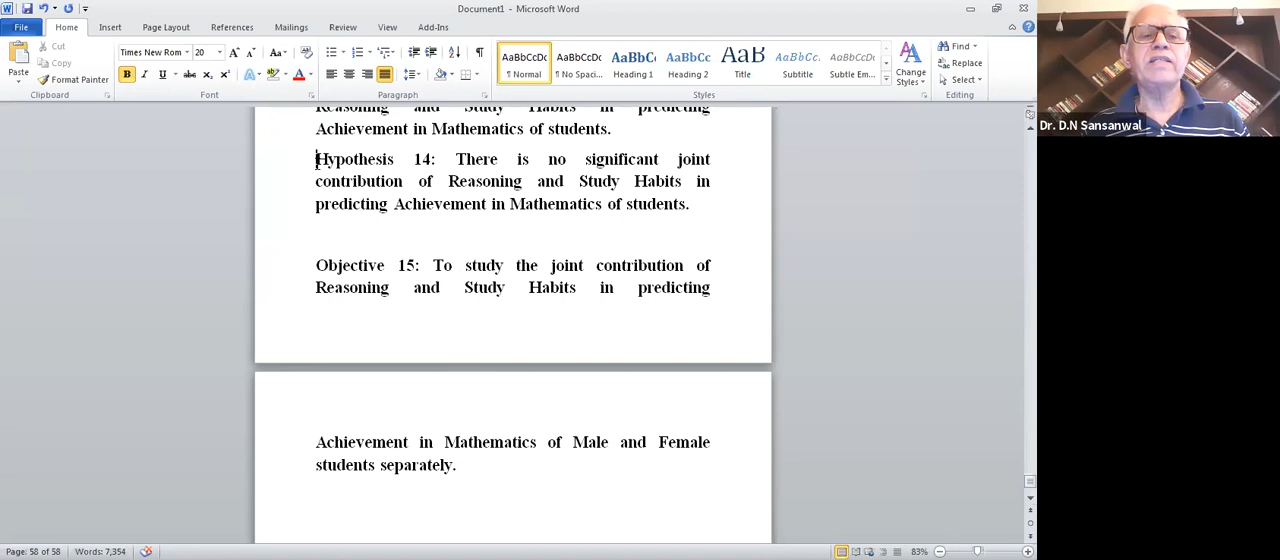 Document1 - Microsoft Word
File Home Insert Page Layout References Mailings Review View Add-Ins
Cut
Copy
Format Painter
Paste
Clipboard
Times New Rom 20
Font
Paragraph
AaBbCcDc AaBbCcDc AaBbC AaBbCc AaB AaBbCc. AaBbCcD
¶ Normal ¶ No Spaci... Heading 1 Heading 2 Title Subtitle Subtle Em...
Styles
Change Styles
Find
Replace
Select
Editing
Dr. D.N Sansanwal
Reasoning and Study Habits in predicting
Achievement in Mathematics of students.
Hypothesis 14: There is no significant joint
contribution of Reasoning and Study Habits in
predicting Achievement in Mathematics of students.
Objective 15: To study the joint contribution of
Reasoning and Study Habits in predicting
Achievement in Mathematics of Male and Female
students separately.
Page: 58 of 58 Words: 7,354 83%